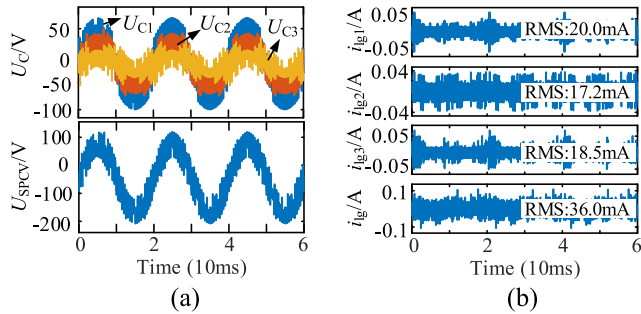 50
0
-50
-100
U_C/V
U_C1
U_C2
U_C3
100
0
-100
-200
U_SPCV/V
0 2 4 6
Time (10ms)
(a)
0.05
-0.05
i_lg1/A
RMS:20.0mA
0.04
-0.04
i_lg2/A
RMS:17.2mA
0.05
-0.05
i_lg3/A
RMS:18.5mA
0.1
-0.1
i_lg/A
RMS:36.0mA
0 2 4 6
Time (10ms)
(b)